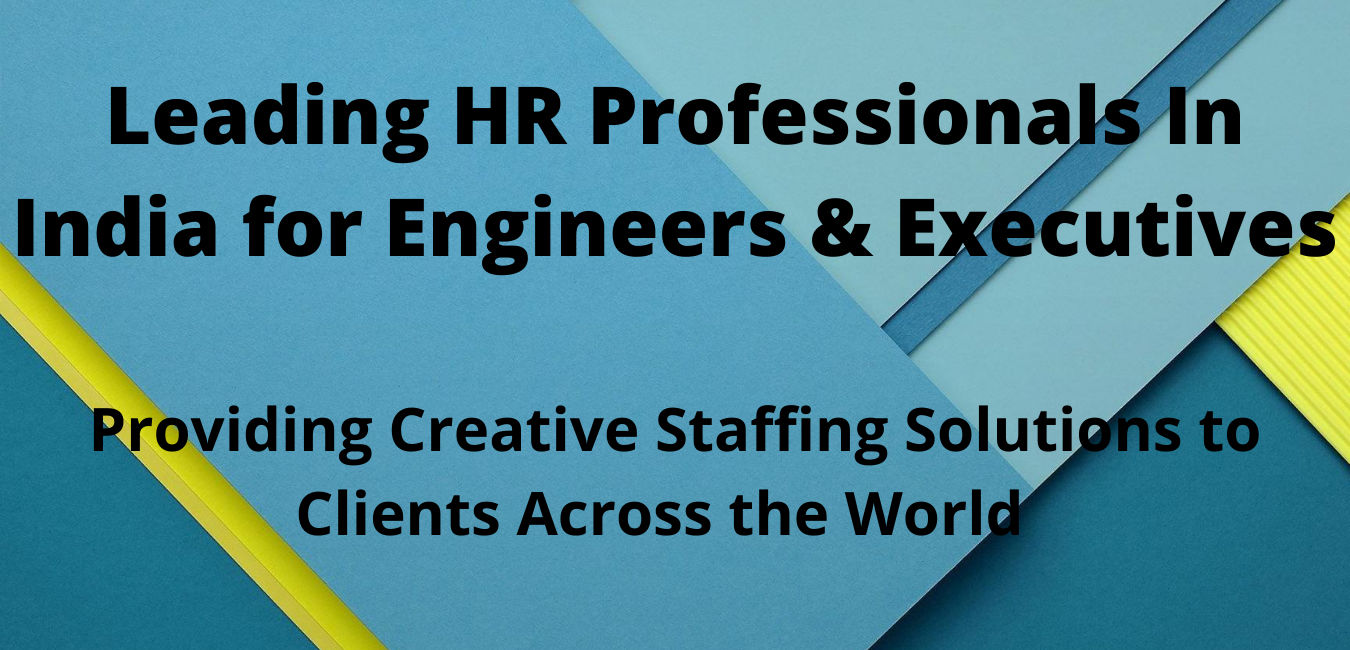 Leading HR Professionals In
India for Engineers & Executives
Providing Creative Staffing Solutions to
Clients Across the World